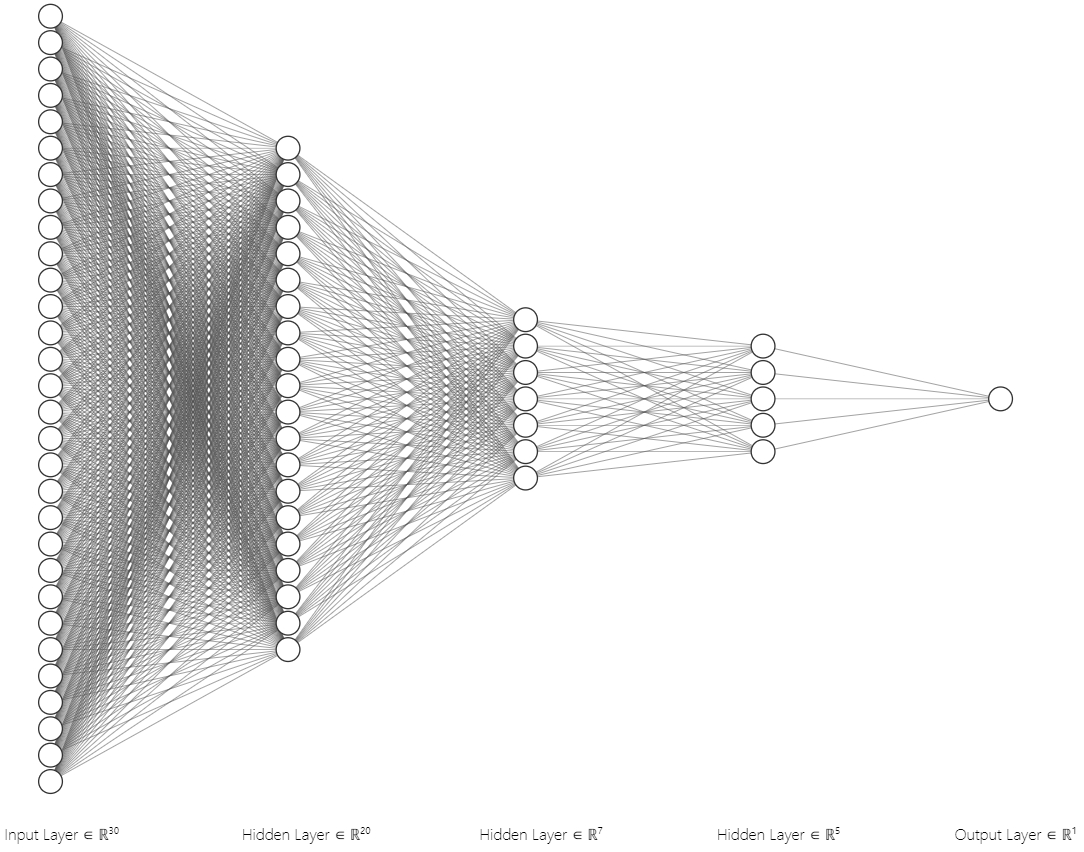 Input Layer ∈ ℝ³⁰
Hidden Layer ∈ ℝ²⁰
Hidden Layer ∈ ℝ⁷
Hidden Layer ∈ ℝ⁵
Output Layer ∈ ℝ¹